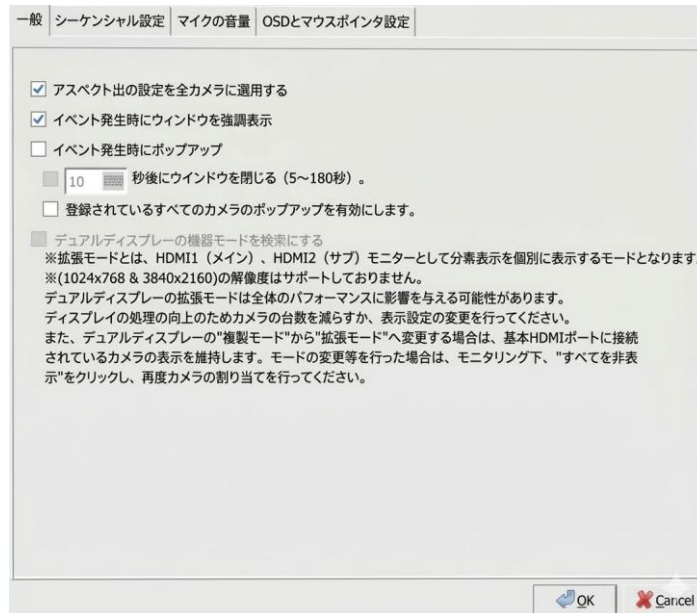 一般 シーケンシャル設定 マイクの音量 OSDとマウスポインタ設定
アスペクト出の設定を全カメラに選用する
イベント発生時にウィンドウを強調表示
イベント発生時にポップアップ
10 秒後にウインドウを閉じる（5～180秒）。
登録されているすべてのカメラのポップアップを有効にします。
デュアルディスプレーの機器モードを検索にする
※拡張モードとは、HDMI1（メイン）、HDMI2（サブ）モニターとして分素表示を個別に表示するモードとなります
※(1024x768 & 3840x2160)の解像度はサポートしておりません。
デュアルディスプレーの拡張モードは全体のパフォーマンスに影響を与える可能性があります。
ディスプレイの処理の向上のためカメラの台数を減らすか、表示設定の変更を行ってください。
また、デュアルディスプレーの"複製モード"から"拡張モード"へ変更する場合は、基本HDMIポートに接続
されているカメラの表示を維持します。モードの変更等を行った場合は、モニタリング下、"すべてを非表
示"をクリックし、再度カメラの割り当てを行ってください。
OK Cancel